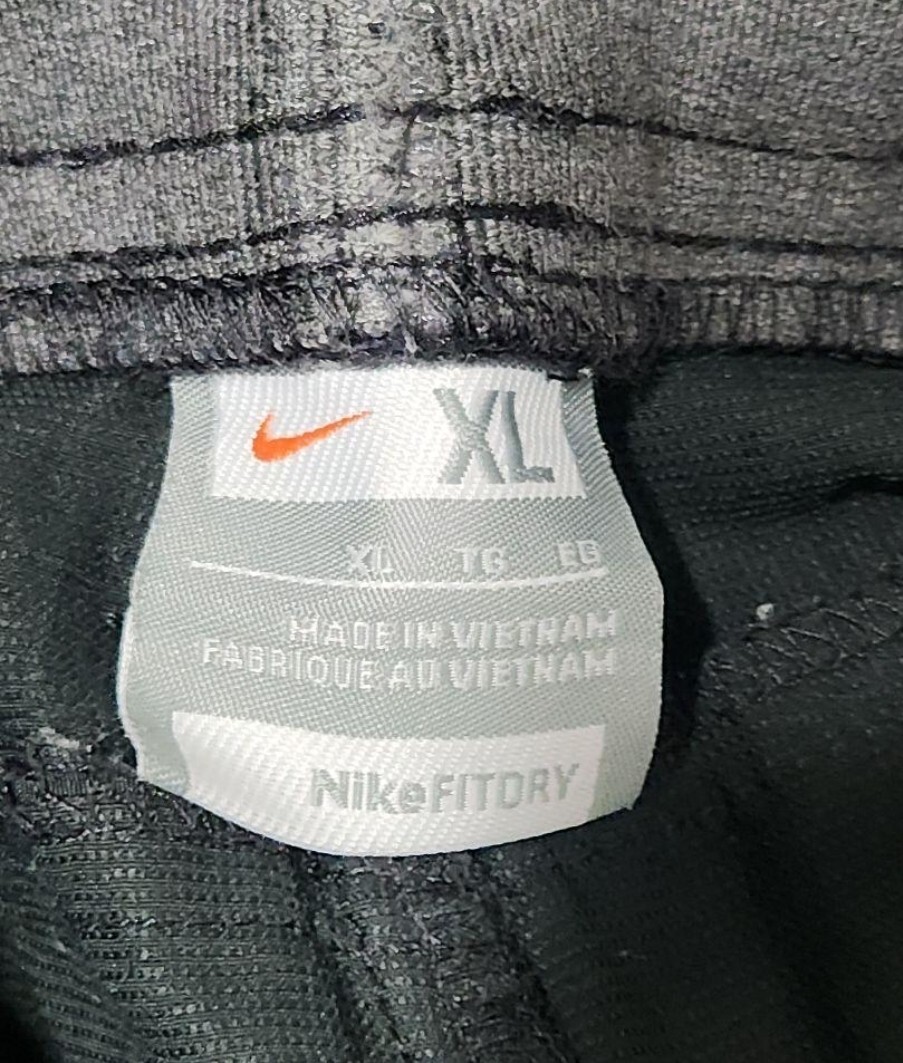 XL
XL TG EG
MADE IN VIETNAM
FABRIQUE AU VIETNAM
NikeFITDRY